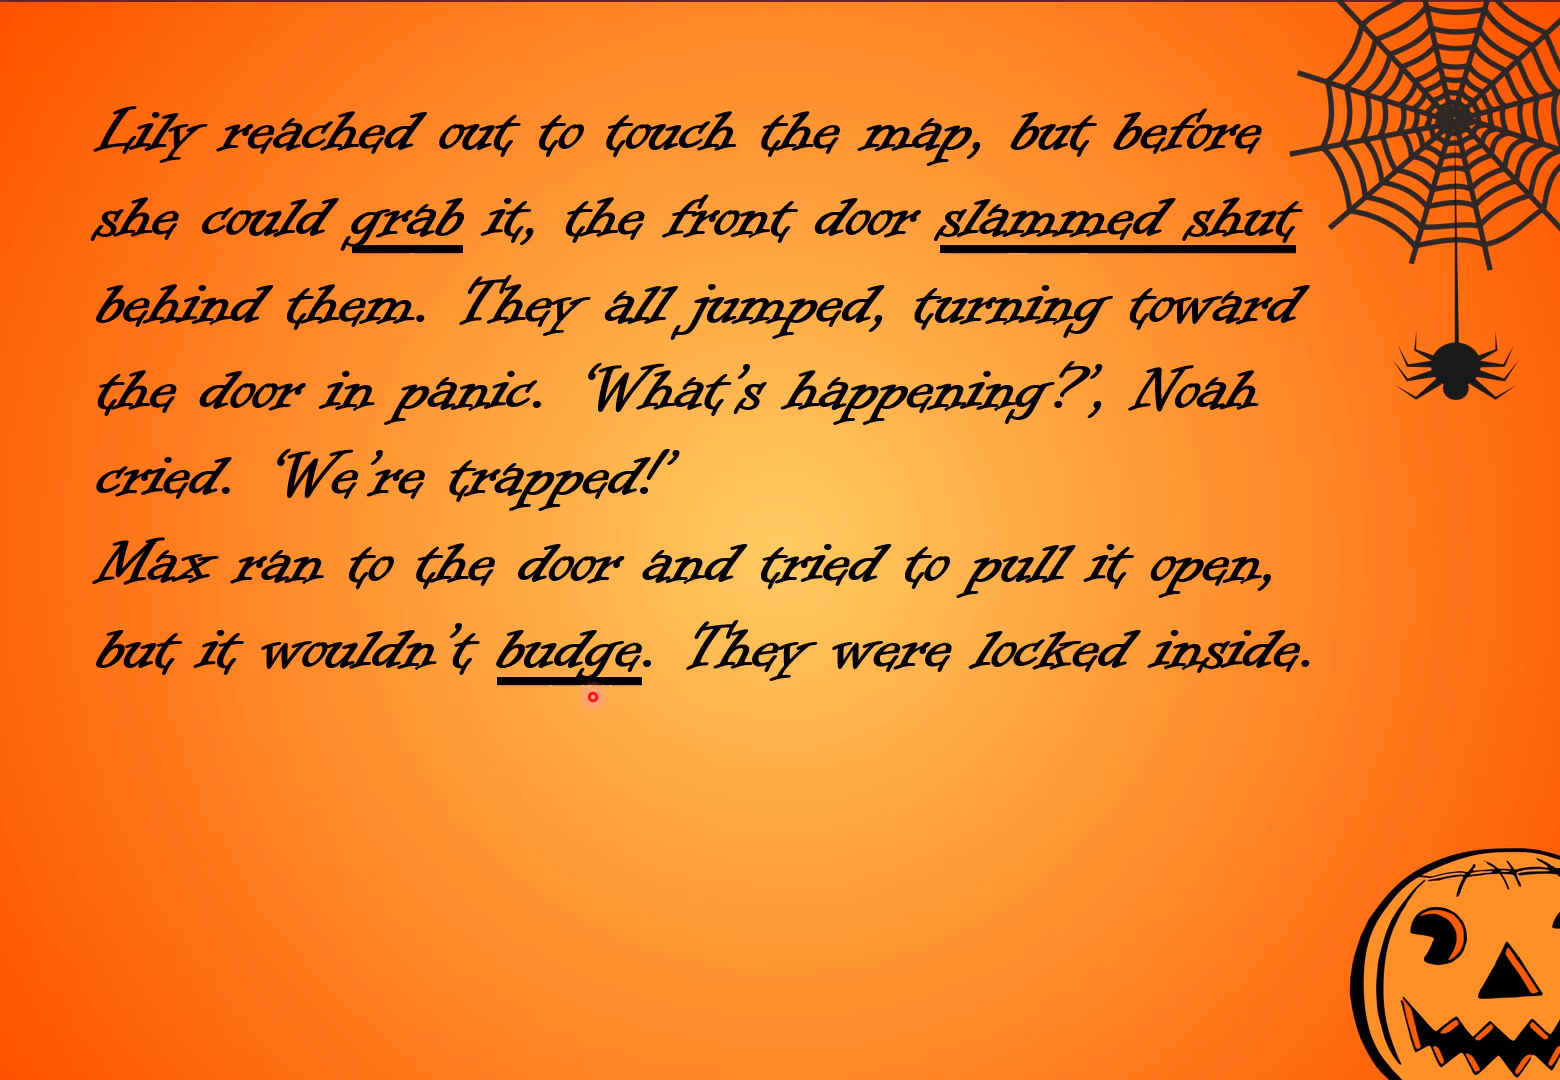 Lily reached out to touch the map, but before
she could grab it, the front door slammed shut
behind them. They all jumped, turning toward
the door in panic. ‘What’s happening?’, Noah
cried. ‘We’re trapped!’
Max ran to the door and tried to pull it open,
but it wouldn’t budge. They were locked inside.